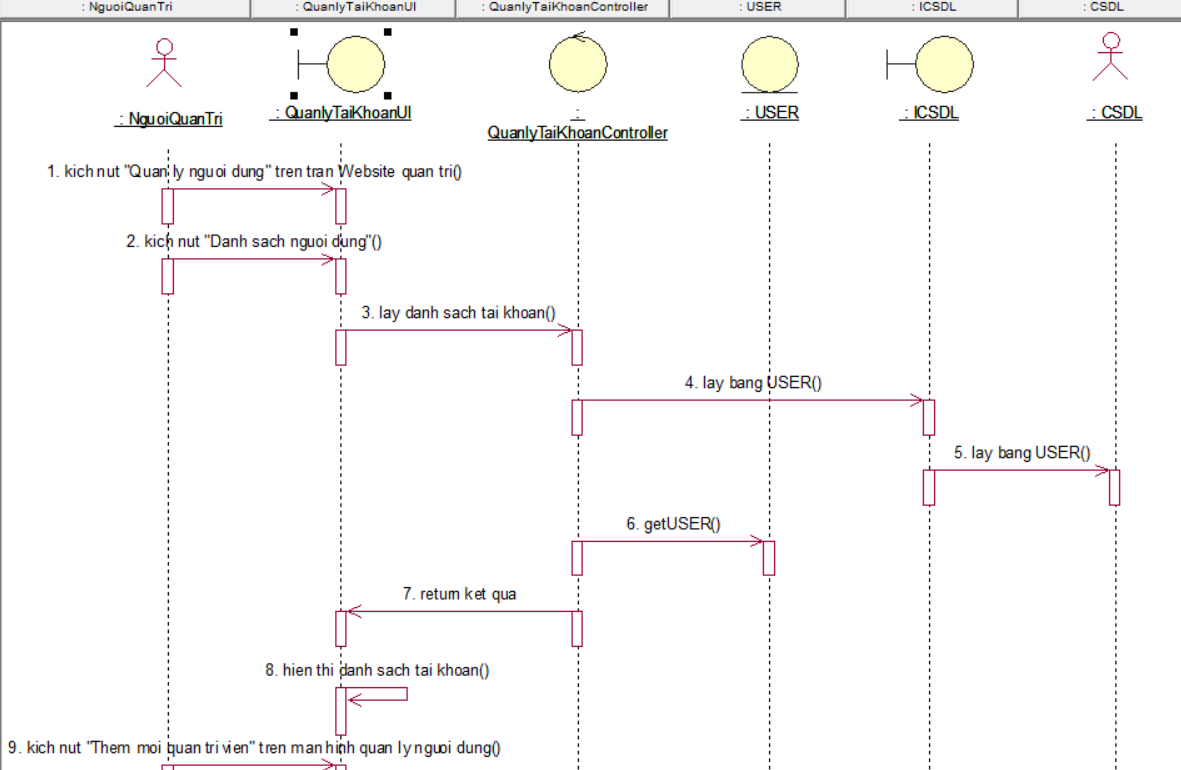 : NguoiQuanTri : QuanlyTaiKhoanUI : QuanlyTaiKhoanController : USER : ICSDL : CSDL
: NguoiQuanTri
: QuanlyTaiKhoanUI
:
QuanlyTaiKhoanController
: USER
: ICSDL
: CSDL
1. kich nut "Quan ly nguoi dung" tren tran Website quan tri()
2. kich nut "Danh sach nguoi dung"()
3. lay danh sach tai khoan()
4. lay bang USER()
5. lay bang USER()
6. getUSER()
7. return ket qua
8. hien thi danh sach tai khoan()
9. kich nut "Them moi quan tri vien" tren man hinh quan ly nguoi dung()